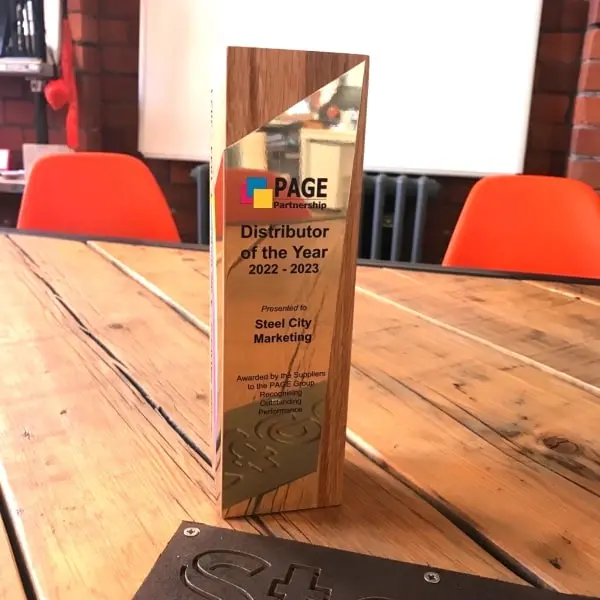 PAGE
Partnership
Distributor
of the Year
2022 - 2023
Presented to
Steel City
Marketing
Awarded by the Suppliers
to the PAGE Group
Recognising
Outstanding
Performance